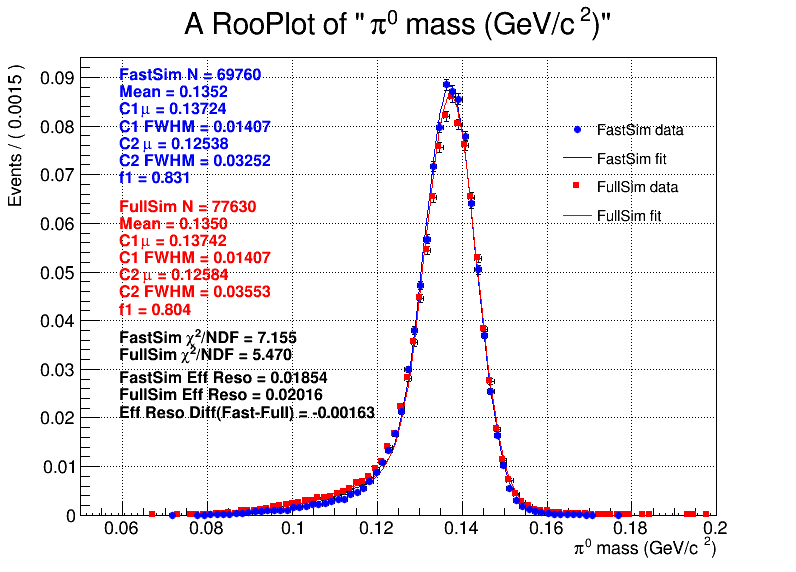 A RooPlot of "π⁰ mass (GeV/c²)"
Events / ( 0.0015 )
0.09
0.08
0.07
0.06
0.05
0.04
0.03
0.02
0.01
0
FastSim N = 69760
Mean = 0.1352
C1 μ = 0.13724
C1 FWHM = 0.01407
C2 μ = 0.12538
C2 FWHM = 0.03252
f1 = 0.831
FullSim N = 77630
Mean = 0.1350
C1 μ = 0.13742
C1 FWHM = 0.01407
C2 μ = 0.12584
C2 FWHM = 0.03553
f1 = 0.804
FastSim χ²/NDF = 7.155
FullSim χ²/NDF = 5.470
FastSim Eff Reso = 0.01854
FullSim Eff Reso = 0.02016
Eff Reso Diff(Fast-Full) = -0.00163
FastSim data
FastSim fit
FullSim data
FullSim fit
0.06 0.08 0.1 0.12 0.14 0.16 0.18 0.2
π⁰ mass (GeV/c²)